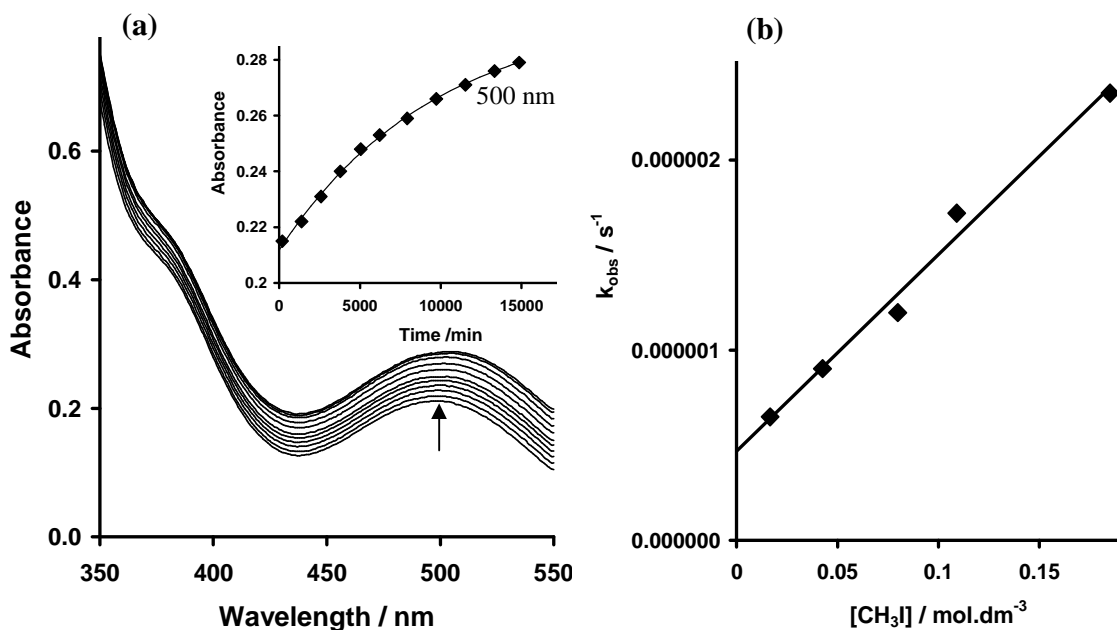 (a)
Absorbance
0.6
0.4
0.2
0.0
350
400
450
500
550
Wavelength / nm
Absorbance
0.28
0.26
0.24
0.22
0.2
0
5000
10000
15000
Time /min
500 nm
(b)
k_obs / s⁻¹
0.000002
0.000001
0.000000
0
0.05
0.1
0.15
[CH₃I] / mol.dm⁻³